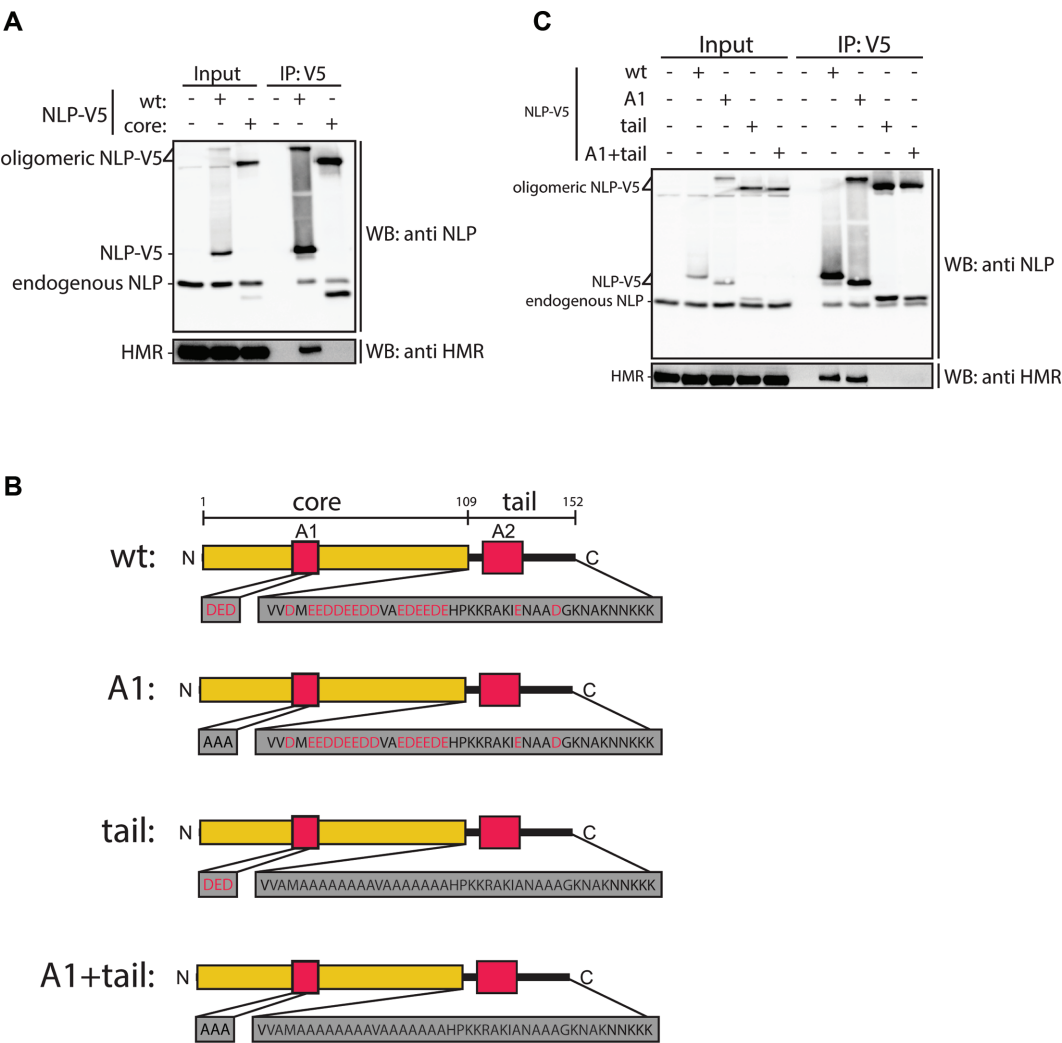 A
Input IP: V5
wt: - + - - + -
NLP-V5
core: - - + - - +
oligomeric NLP-V5
NLP-V5
endogenous NLP
WB: anti NLP
HMR
WB: anti HMR
C
Input IP: V5
wt - + - - - - + - - -
NLP-V5
A1 - - + - - - - + - -
tail - - - + - - - - + -
A1+tail - - - - + - - - - +
oligomeric NLP-V5
NLP-V5
endogenous NLP
WB: anti NLP
HMR
WB: anti HMR
B
1 core 109 tail 152
A1 A2
wt: N C
DED VVDMEEDDEEDDVAEDEEDEHPKKRAKIENAADGKNAKNNKKK
A1: N C
AAA VVDMEEDDEEDDVAEDEEDEHPKKRAKIENAADGKNAKNNKKK
tail: N C
DED VVAMAAAAAAAAVAAAAAAAHPKKRAKIANAAAGKNAKNNKKK
A1+tail: N C
AAA VVAMAAAAAAAAVAAAAAAAHPKKRAKIANAAAGKNAKNNKKK